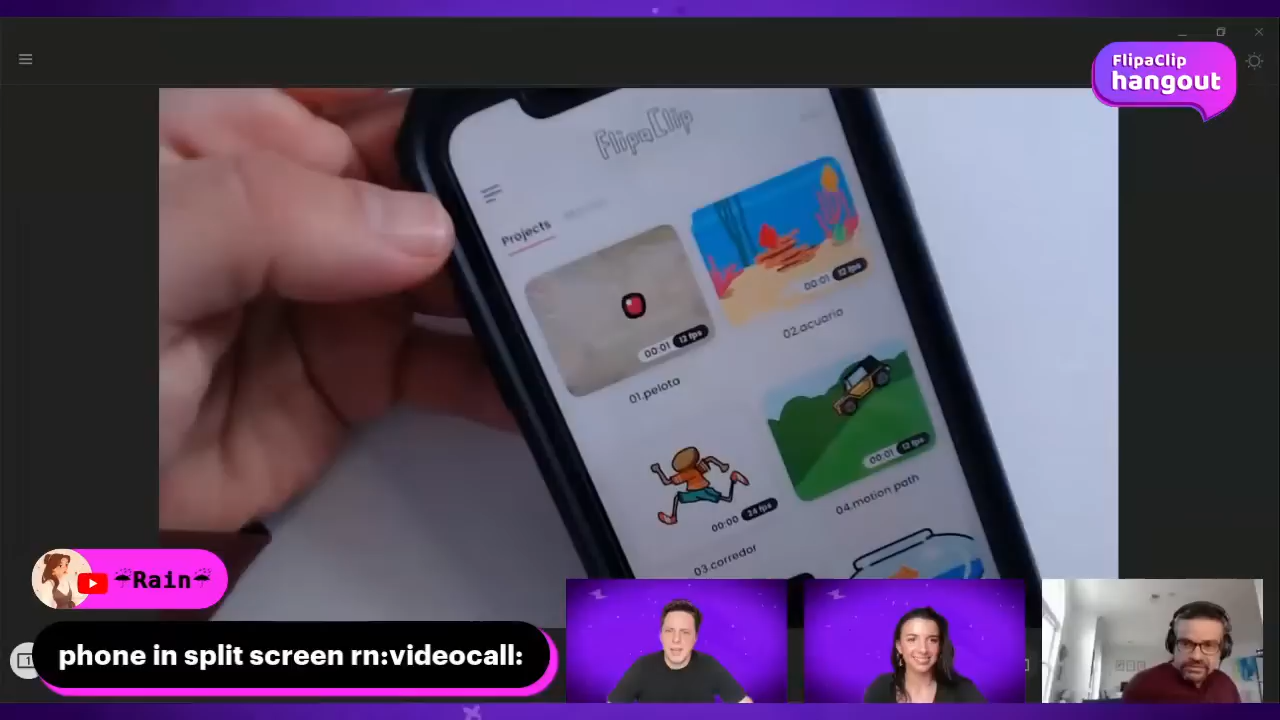 FlipaClip
hangout
FlipaClip
Projects
00:01 12 fps
01.pelota
00:01 12 fps
02.acuario
00:00 24 fps
03.corredor
00:01 12 fps
04.motion path
☂Rain☂
phone in split screen rn:videocall: